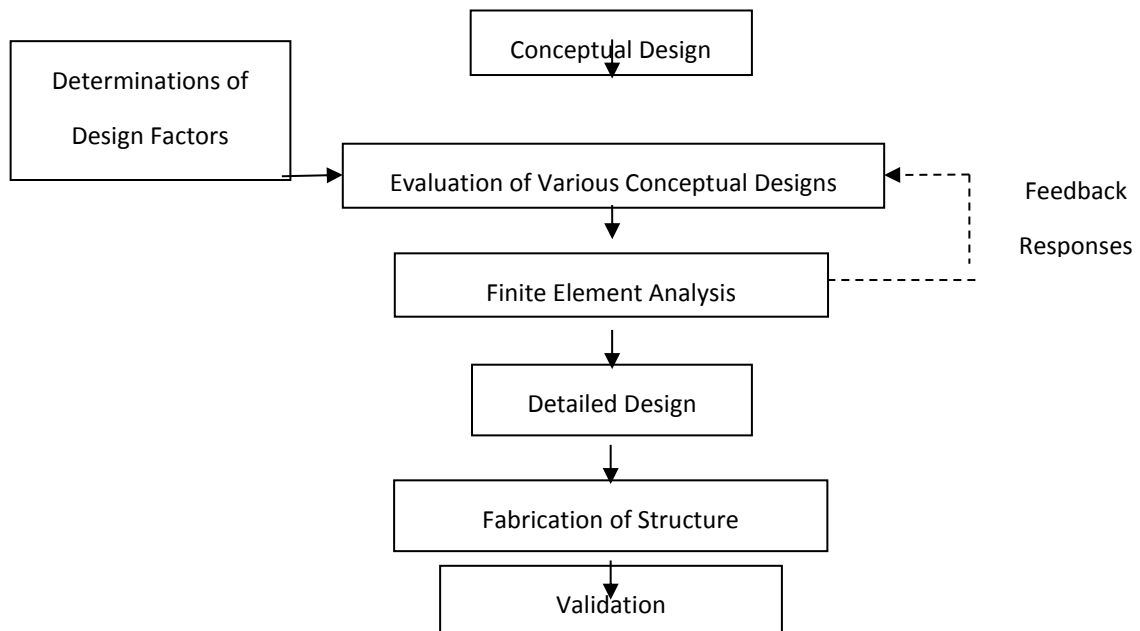 Conceptual Design
Determinations of
Design Factors
Evaluation of Various Conceptual Designs
Feedback
Responses
Finite Element Analysis
Detailed Design
Fabrication of Structure
Validation